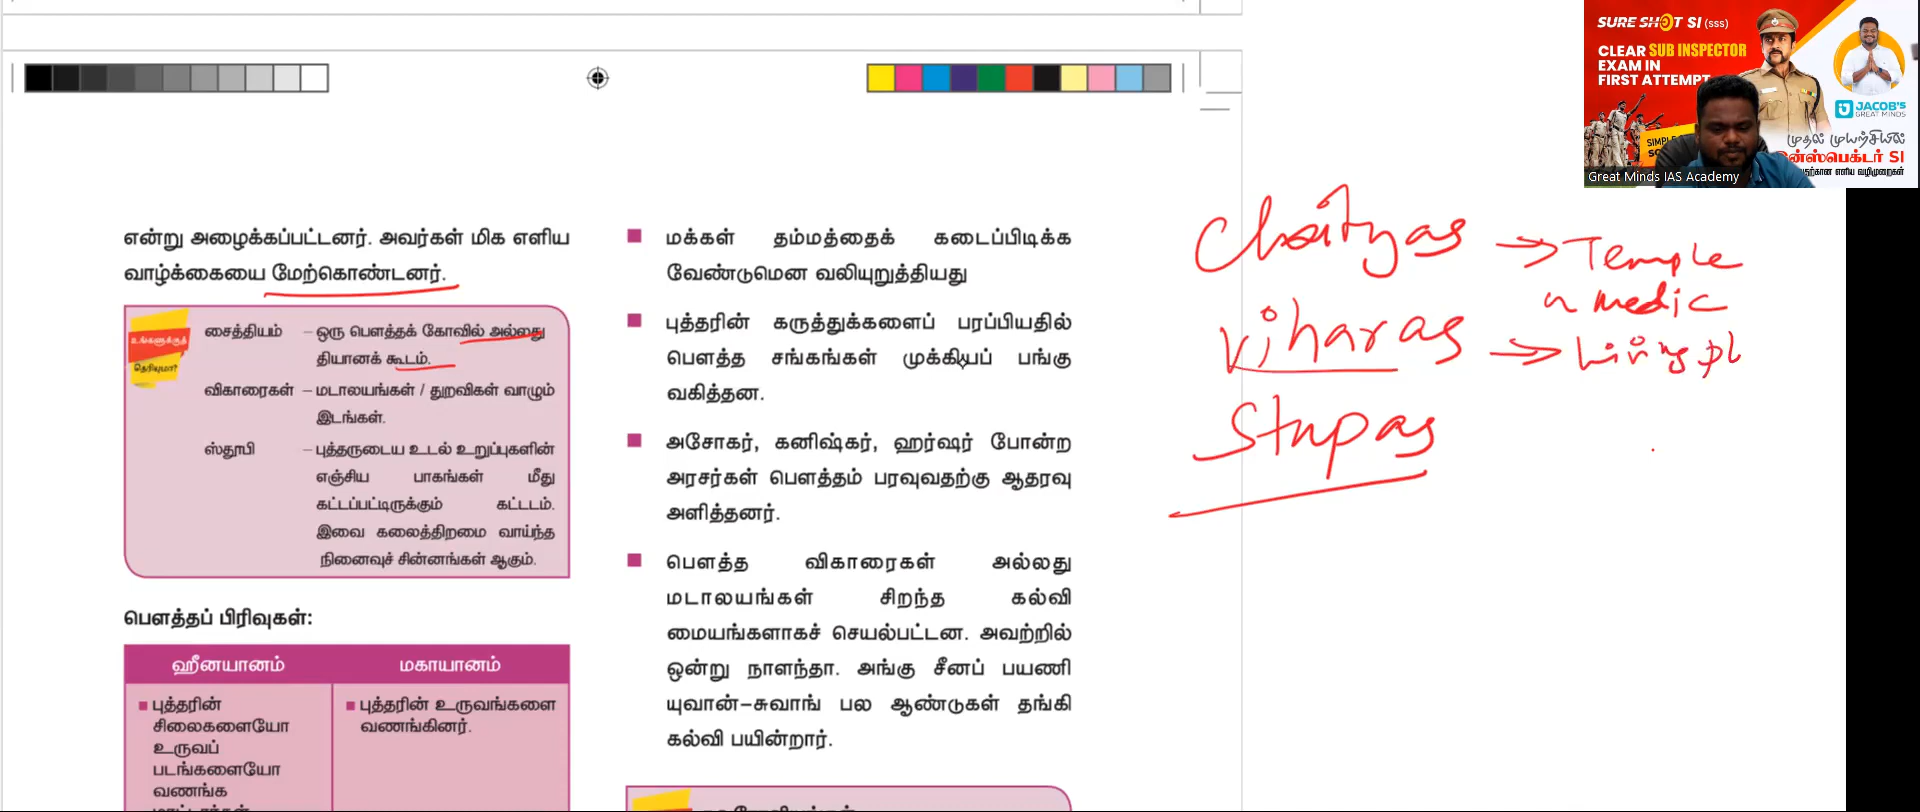 என்று அழைக்கப்பட்டனர். அவர்கள் மிக எளிய
வாழ்க்கையை மேற்கொண்டனர்.
உங்களுக்குத்
தெரியுமா?
சைத்தியம் – ஒரு பௌத்தக் கோவில் அல்லது
தியானக் கூடம்.
விகாரைகள் – மடாலயங்கள் / துறவிகள் வாழும்
இடங்கள்.
ஸ்தூபி – புத்தருடைய உடல் உறுப்புகளின்
எஞ்சிய பாகங்கள் மீது
கட்டப்பட்டிருக்கும் கட்டடம்.
இவை கலைத்திறமை வாய்ந்த
நினைவுச் சின்னங்கள் ஆகும்.
பௌத்தப் பிரிவுகள்:
ஹீனயானம் மகாயானம்
புத்தரின்
சிலைகளையோ
உருவப்
படங்களையோ
வணங்க
புத்தரின் உருவங்களை
வணங்கினர்.
மக்கள் தம்மத்தைக் கடைப்பிடிக்க
வேண்டுமென வலியுறுத்தியது
புத்தரின் கருத்துக்களைப் பரப்பியதில்
பௌத்த சங்கங்கள் முக்கியப் பங்கு
வகித்தன.
அசோகர், கனிஷ்கர், ஹர்ஷர் போன்ற
அரசர்கள் பௌத்தம் பரவுவதற்கு ஆதரவு
அளித்தனர்.
பௌத்த விகாரைகள் அல்லது
மடாலயங்கள் சிறந்த கல்வி
மையங்களாகச் செயல்பட்டன. அவற்றில்
ஒன்று நாளந்தா. அங்கு சீனப் பயணி
யுவான்–சுவாங் பல ஆண்டுகள் தங்கி
கல்வி பயின்றார்.
Chaityas → Temple
medic
Viharas → Living pl
Stupas
SURE SHOT SI (SSS)
CLEAR SUB INSPECTOR
EXAM IN
FIRST ATTEMPT
JACOB'S
GREAT MINDS
முதல் முயற்சியில்
Great Minds IAS Academy